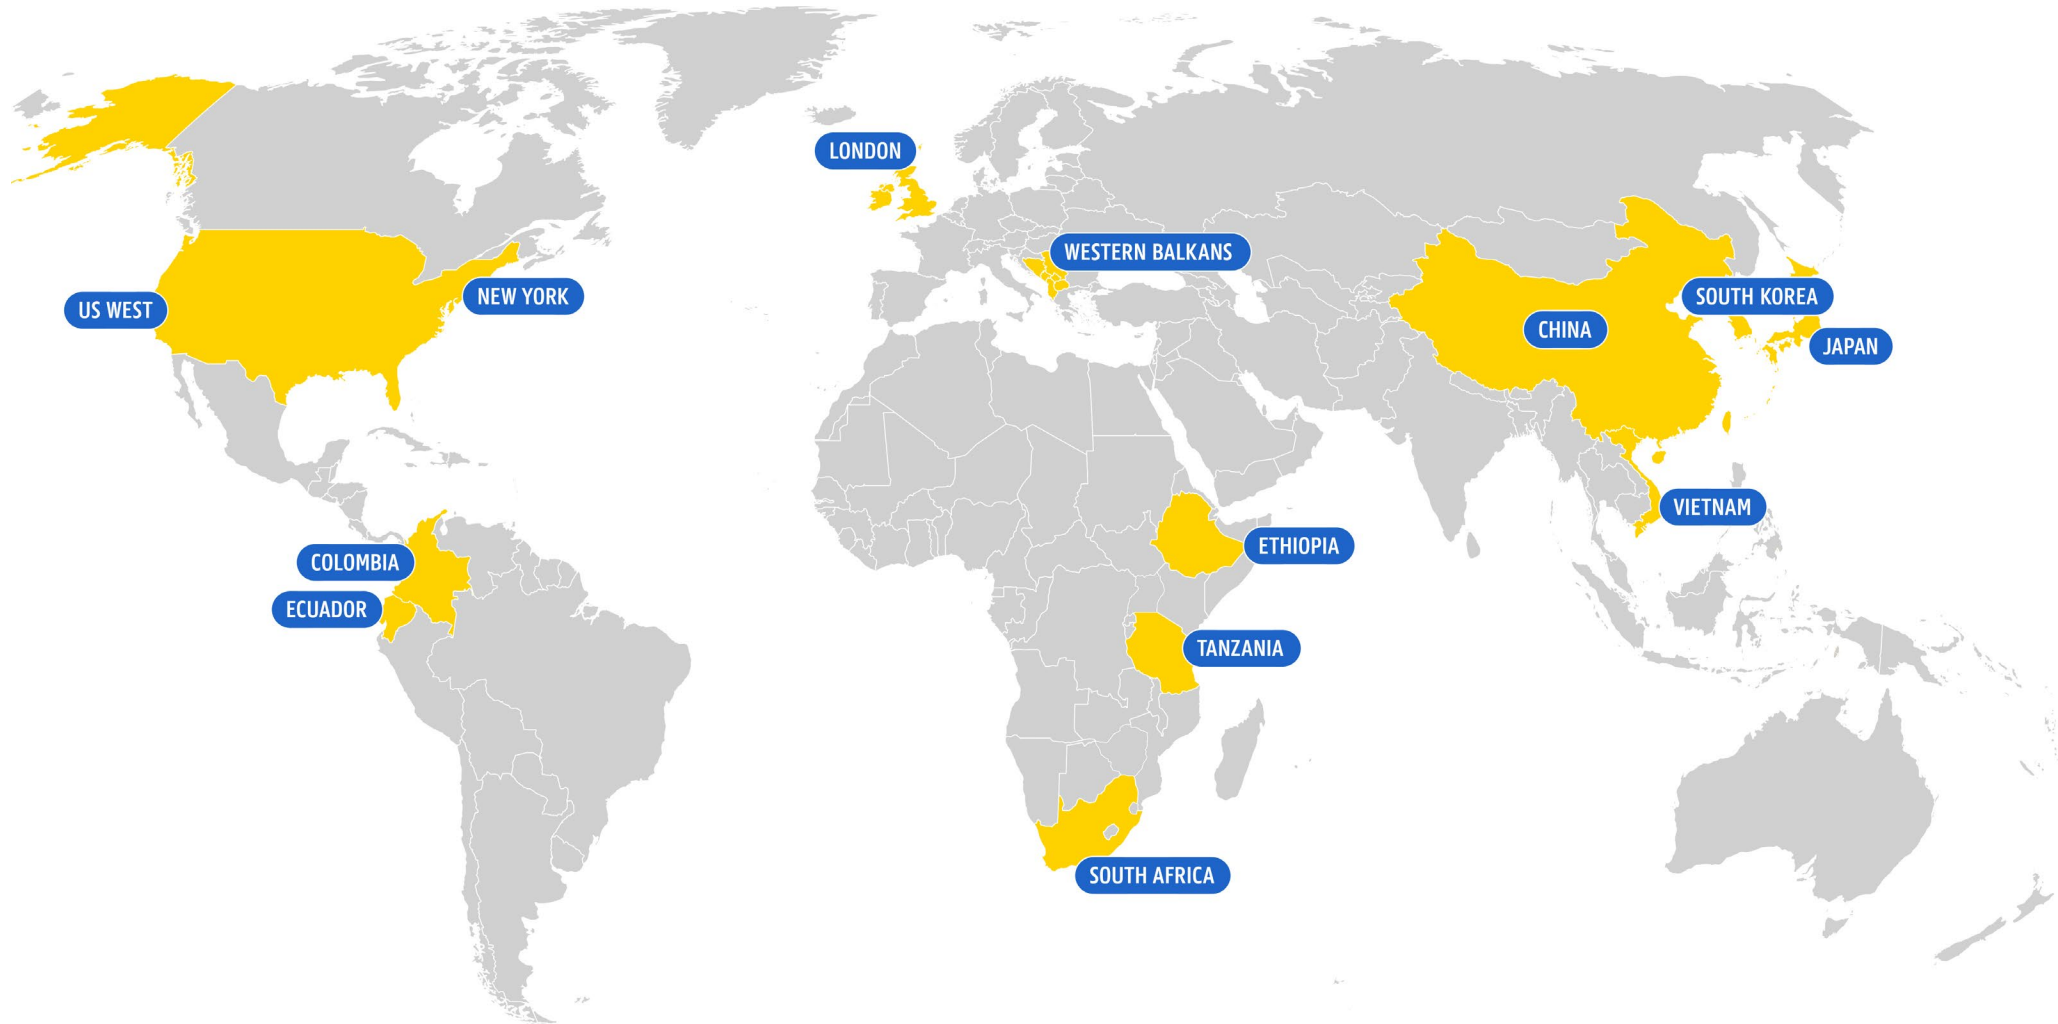 LONDON
WESTERN BALKANS
US WEST
NEW YORK
SOUTH KOREA
CHINA
JAPAN
VIETNAM
COLOMBIA
ETHIOPIA
ECUADOR
TANZANIA
SOUTH AFRICA